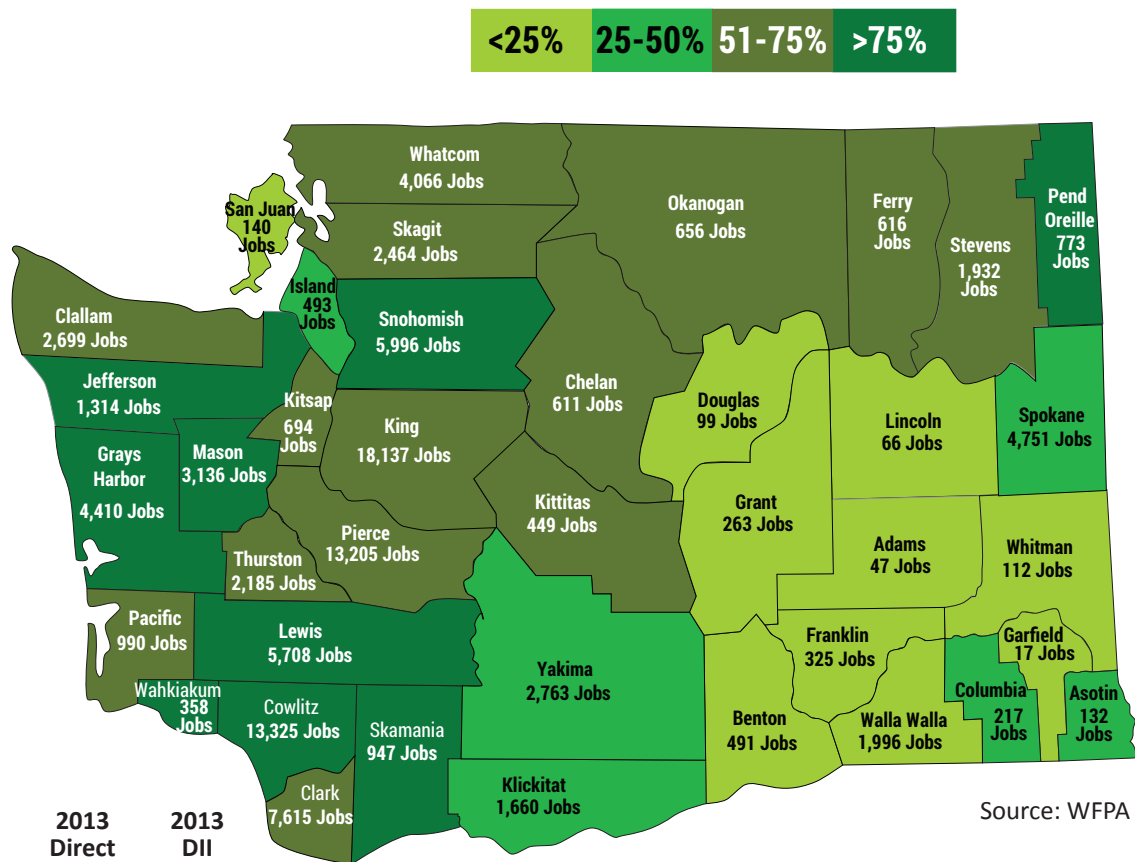 <25% 25-50% 51-75% >75%
Whatcom
4,066 Jobs
San Juan
140
Jobs
Skagit
2,464 Jobs
Okanogan
656 Jobs
Ferry
616
Jobs
Stevens
1,932
Jobs
Pend
Oreille
773
Jobs
Island
493
Jobs
Clallam
2,699 Jobs
Snohomish
5,996 Jobs
Jefferson
1,314 Jobs
Kitsap
694
Jobs
Chelan
611 Jobs
Douglas
99 Jobs
Lincoln
66 Jobs
Spokane
4,751 Jobs
Grays
Harbor
4,410 Jobs
Mason
3,136 Jobs
King
18,137 Jobs
Kittitas
449 Jobs
Grant
263 Jobs
Pierce
13,205 Jobs
Adams
47 Jobs
Whitman
112 Jobs
Thurston
2,185 Jobs
Pacific
990 Jobs
Lewis
5,708 Jobs
Yakima
2,763 Jobs
Franklin
325 Jobs
Garfield
17 Jobs
Wahkiakum
358
Jobs
Cowlitz
13,325 Jobs
Skamania
947 Jobs
Benton
491 Jobs
Walla Walla
1,996 Jobs
Columbia
217
Jobs
Asotin
132
Jobs
Clark
7,615 Jobs
Klickitat
1,660 Jobs
2013 2013
Direct DII
Source: WFPA